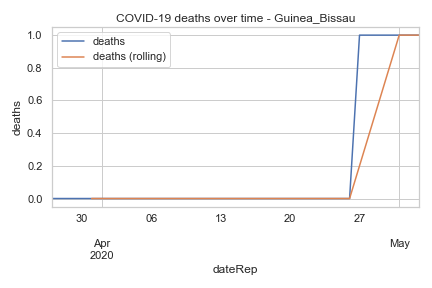 COVID-19 deaths over time - Guinea_Bissau
deaths
deaths (rolling)
deaths
1.0
0.8
0.6
0.4
0.2
0.0
30 06 13 20 27
Apr May
2020
dateRep